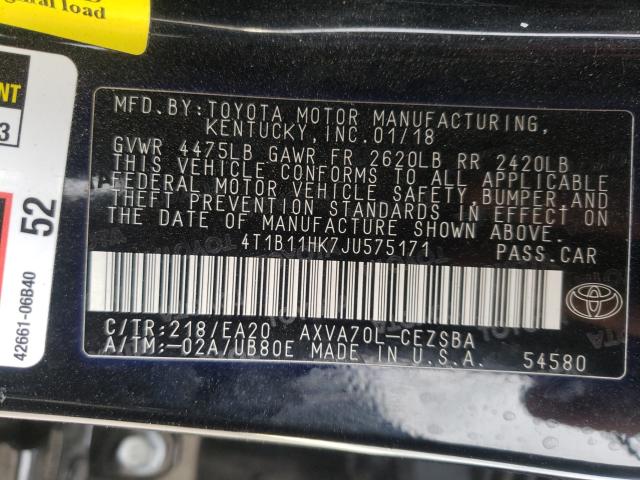 load
MFD.BY:TOYOTA MOTOR MANUFACTURING,
KENTUCKY,INC.01/18
GVWR 4475LB GAWR FR 2620LB RR 2420LB
THIS VEHICLE CONFORMS TO ALL APPLICABLE
FEDERAL MOTOR VEHICLE SAFETY,BUMPER,AND
THEFT PREVENTION STANDARDS IN EFFECT ON
THE DATE OF MANUFACTURE SHOWN ABOVE.
4T1B11HK7JU575171 PASS.CAR
C/TR:218/EA20 AXVA70L-CEZSBA
A/TM:-02A/UB80E MADE IN U.S.A. 54580
52
42661-06B40